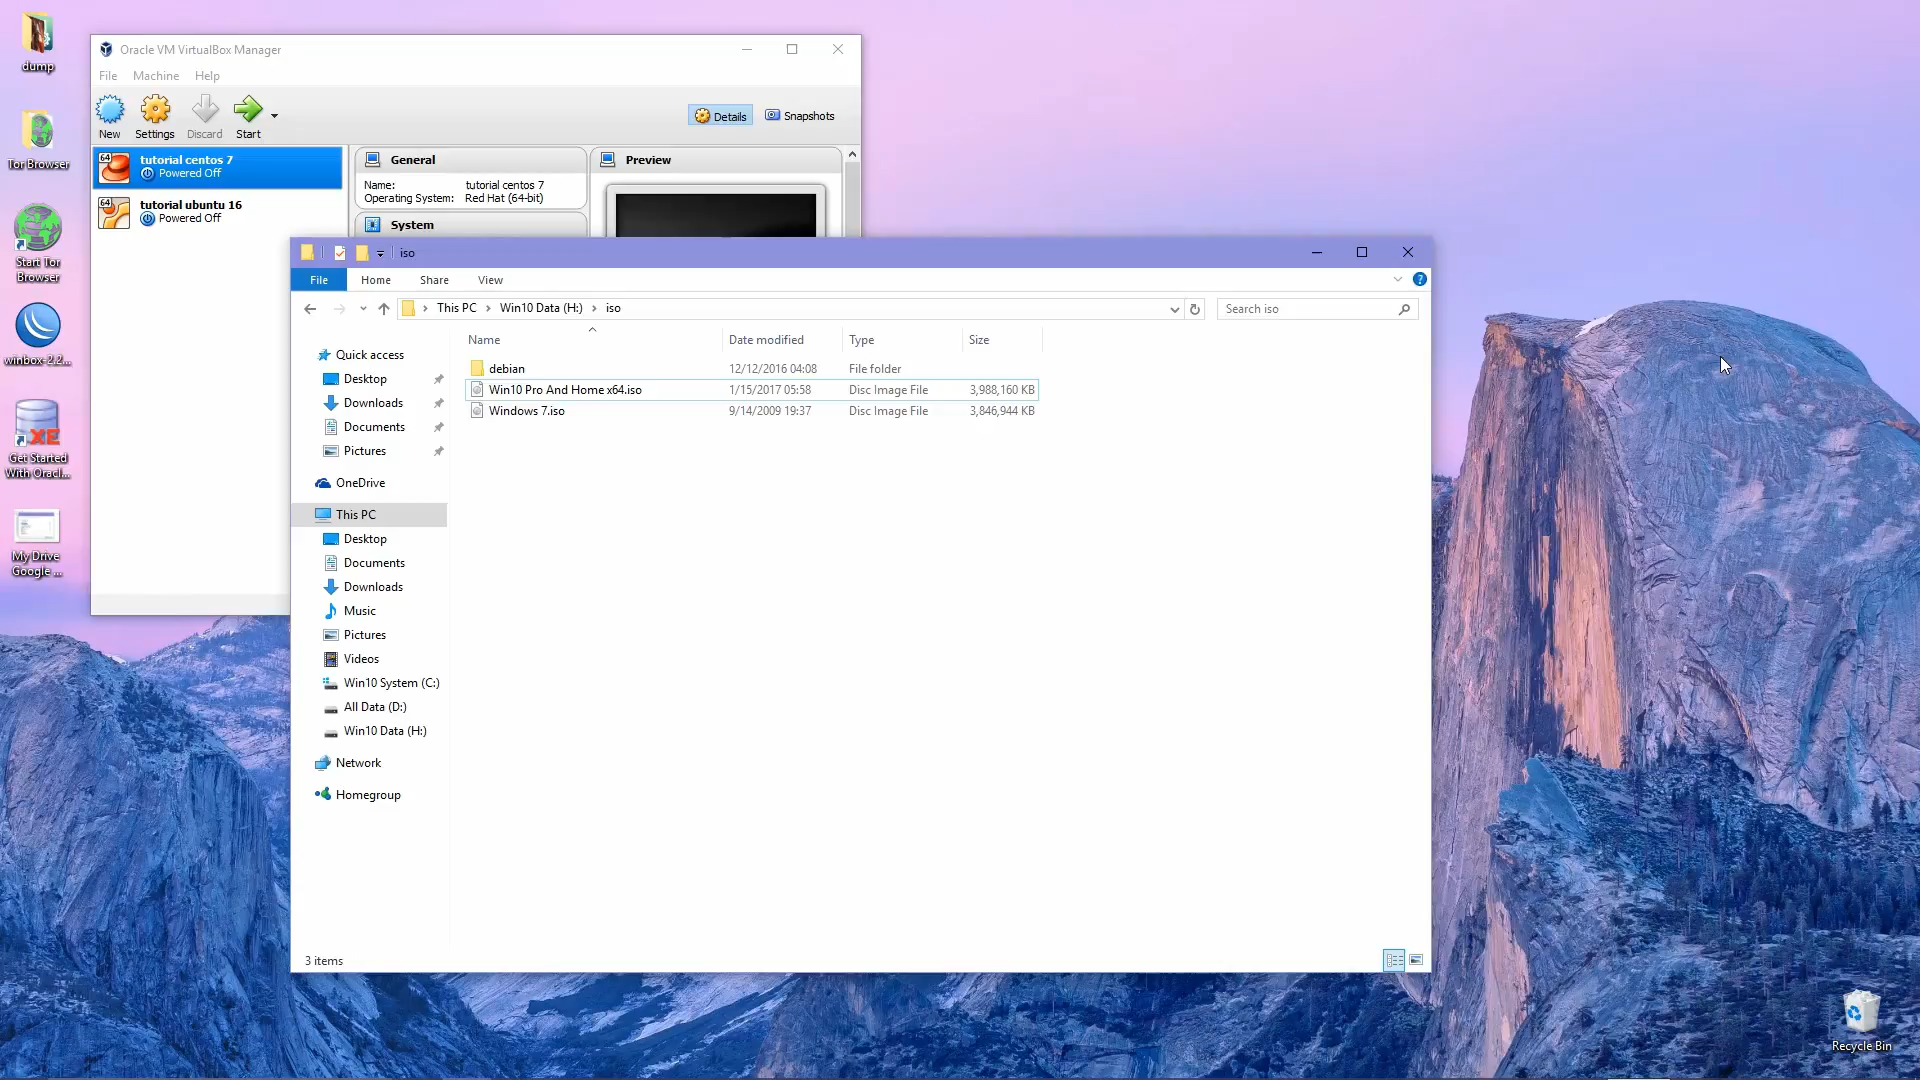 dump
Tor Browser
Start Tor
Browser
winbox-2.2...
XE
Get Started
With Oracl...
My Drive
Google ...
Oracle VM VirtualBox Manager
File Machine Help
New Settings Discard Start
Details Snapshots
64 tutorial centos 7
Powered Off
64 tutorial ubuntu 16
Powered Off
General
Name: tutorial centos 7
Operating System: Red Hat (64-bit)
System
Preview
iso
File Home Share View
This PC Win10 Data (H:) iso
Search iso
Name Date modified Type Size
debian 12/12/2016 04:08 File folder
Win10 Pro And Home x64.iso 1/15/2017 05:58 Disc Image File 3,988,160 KB
Windows 7.iso 9/14/2009 19:37 Disc Image File 3,846,944 KB
Quick access
Desktop
Downloads
Documents
Pictures
OneDrive
This PC
Desktop
Documents
Downloads
Music
Pictures
Videos
Win10 System (C:)
All Data (D:)
Win10 Data (H:)
Network
Homegroup
3 items
Recycle Bin